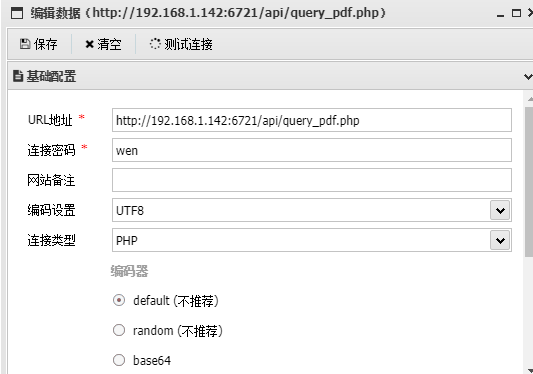 编辑数据 (http://192.168.1.142:6721/api/query_pdf.php)
保存 清空 测试连接
基础配置
URL地址 * http://192.168.1.142:6721/api/query_pdf.php
连接密码 * wen
网站备注
编码设置 UTF8
连接类型 PHP
编码器
default (不推荐)
random (不推荐)
base64